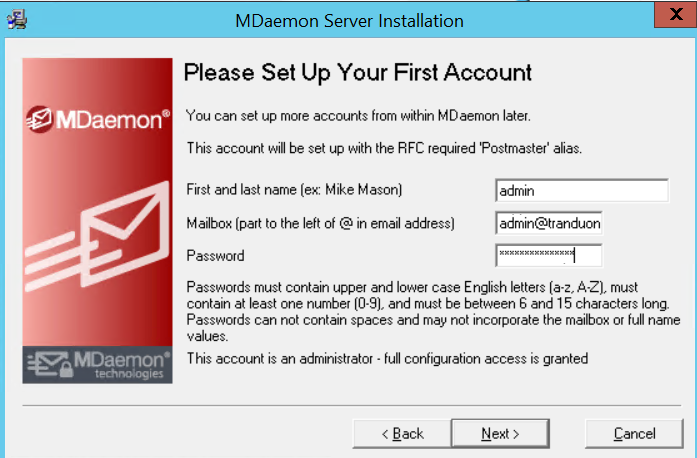 MDaemon Server Installation
X
MDaemon®
Please Set Up Your First Account
You can set up more accounts from within MDaemon later.
This account will be set up with the RFC required 'Postmaster' alias.
First and last name (ex: Mike Mason)
admin
Mailbox (part to the left of @ in email address)
admin@tranduon
Password
***************
Passwords must contain upper and lower case English letters (a-z, A-Z), must
contain at least one number (0-9), and must be between 6 and 15 characters long.
Passwords can not contain spaces and may not incorporate the mailbox or full name
values.
This account is an administrator - full configuration access is granted
MDaemon®
technologies
< Back
Next >
Cancel